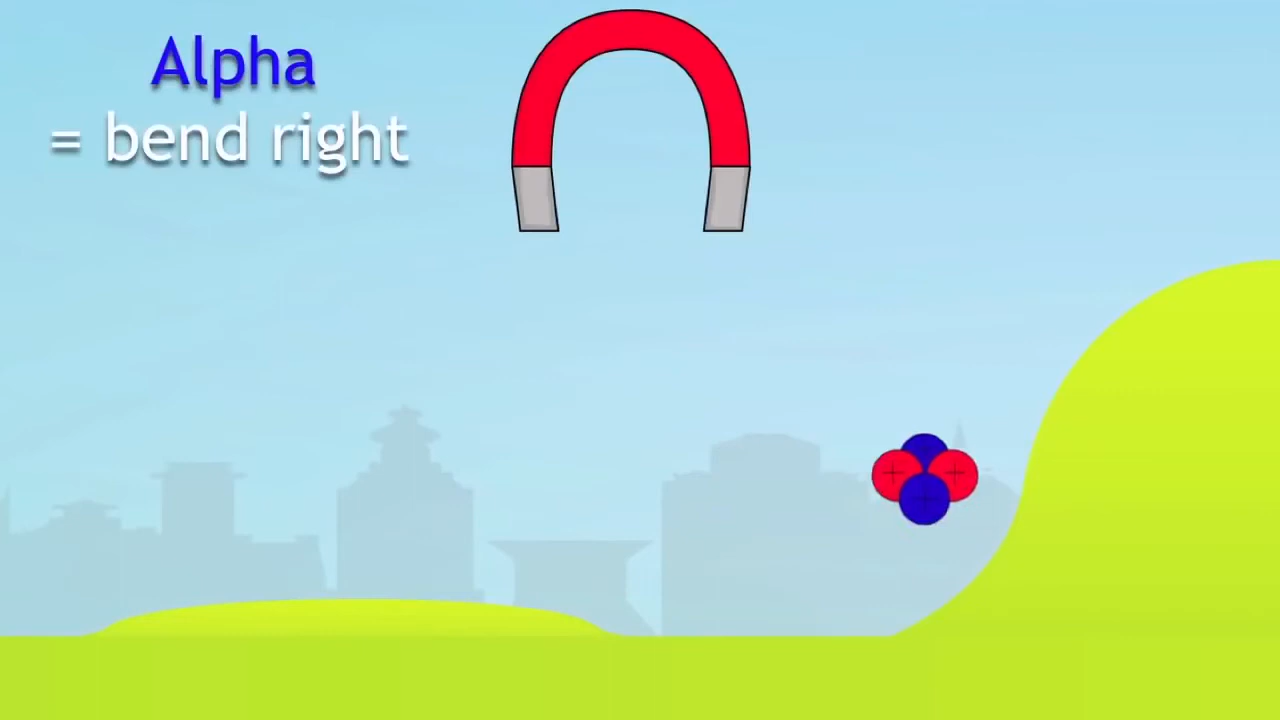 Alpha
= bend right
+ +